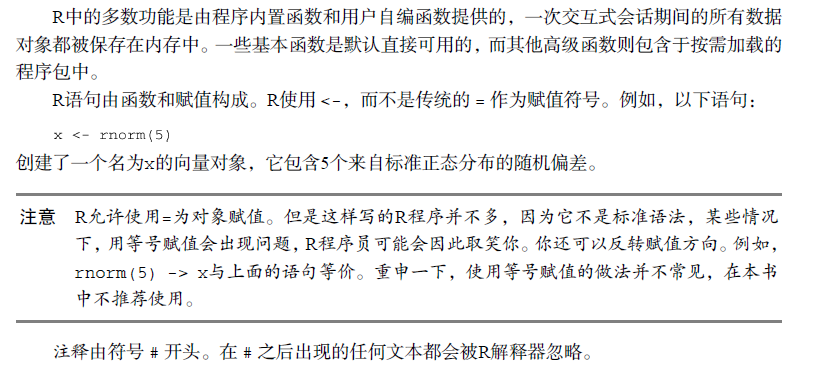 R中的多数功能是由程序内置函数和用户自编函数提供的，一次交互式会话期间的所有数据
对象都被保存在内存中。一些基本函数是默认直接可用的，而其他高级函数则包含于按需加载的
程序包中。
R语句由函数和赋值构成。R使用 <-，而不是传统的 = 作为赋值符号。例如，以下语句：
x <- rnorm(5)
创建了一个名为x的向量对象，它包含5个来自标准正态分布的随机偏差。
注意 R允许使用=为对象赋值。但是这样写的R程序并不多，因为它不是标准语法，某些情况
下，用等号赋值会出现问题，R程序员可能会因此取笑你。你还可以反转赋值方向。例如，
rnorm(5) -> x与上面的语句等价。重申一下，使用等号赋值的做法并不常见，在本书
中不推荐使用。
注释由符号 # 开头。在 # 之后出现的任何文本都会被R解释器忽略。